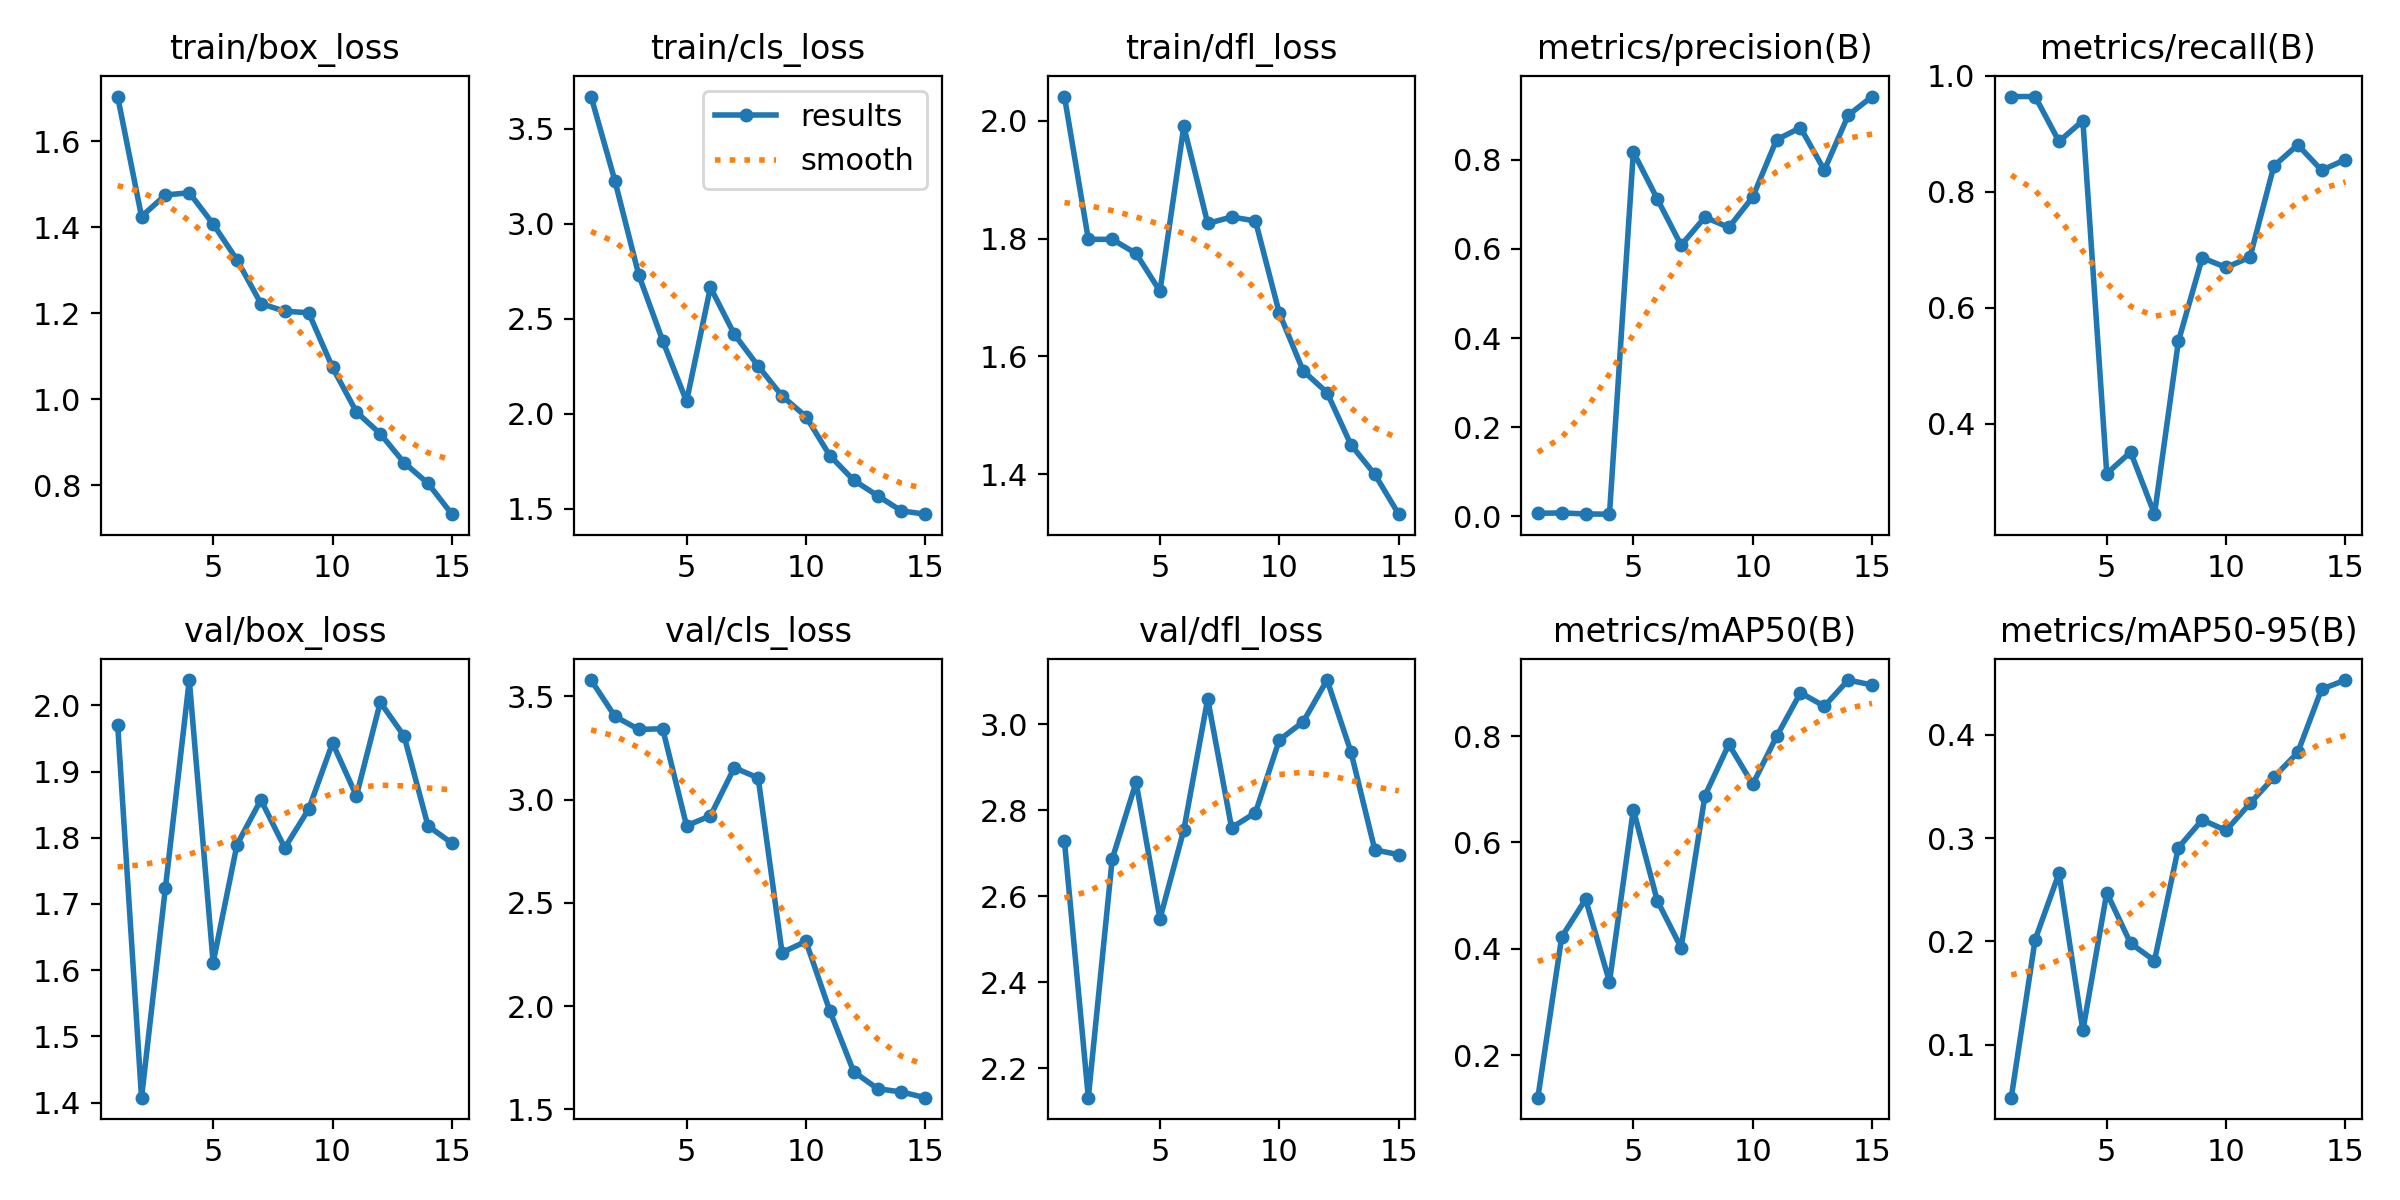 train/box_loss
1.6
1.4
1.2
1.0
0.8
5 10 15
train/cls_loss
results
smooth
3.5
3.0
2.5
2.0
1.5
5 10 15
train/dfl_loss
2.0
1.8
1.6
1.4
5 10 15
metrics/precision(B)
0.8
0.6
0.4
0.2
0.0
5 10 15
metrics/recall(B)
1.0
0.8
0.6
0.4
5 10 15
val/box_loss
2.0
1.9
1.8
1.7
1.6
1.5
1.4
5 10 15
val/cls_loss
3.5
3.0
2.5
2.0
1.5
5 10 15
val/dfl_loss
3.0
2.8
2.6
2.4
2.2
5 10 15
metrics/mAP50(B)
0.8
0.6
0.4
0.2
5 10 15
metrics/mAP50-95(B)
0.4
0.3
0.2
0.1
5 10 15